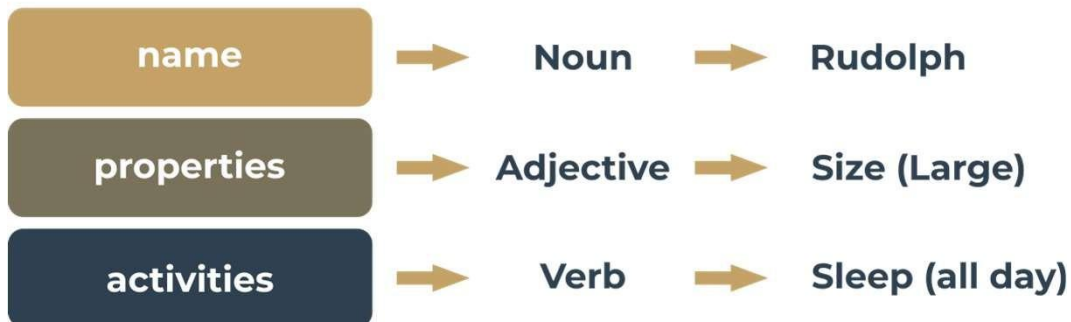 name Noun Rudolph
properties Adjective Size (Large)
activities Verb Sleep (all day)